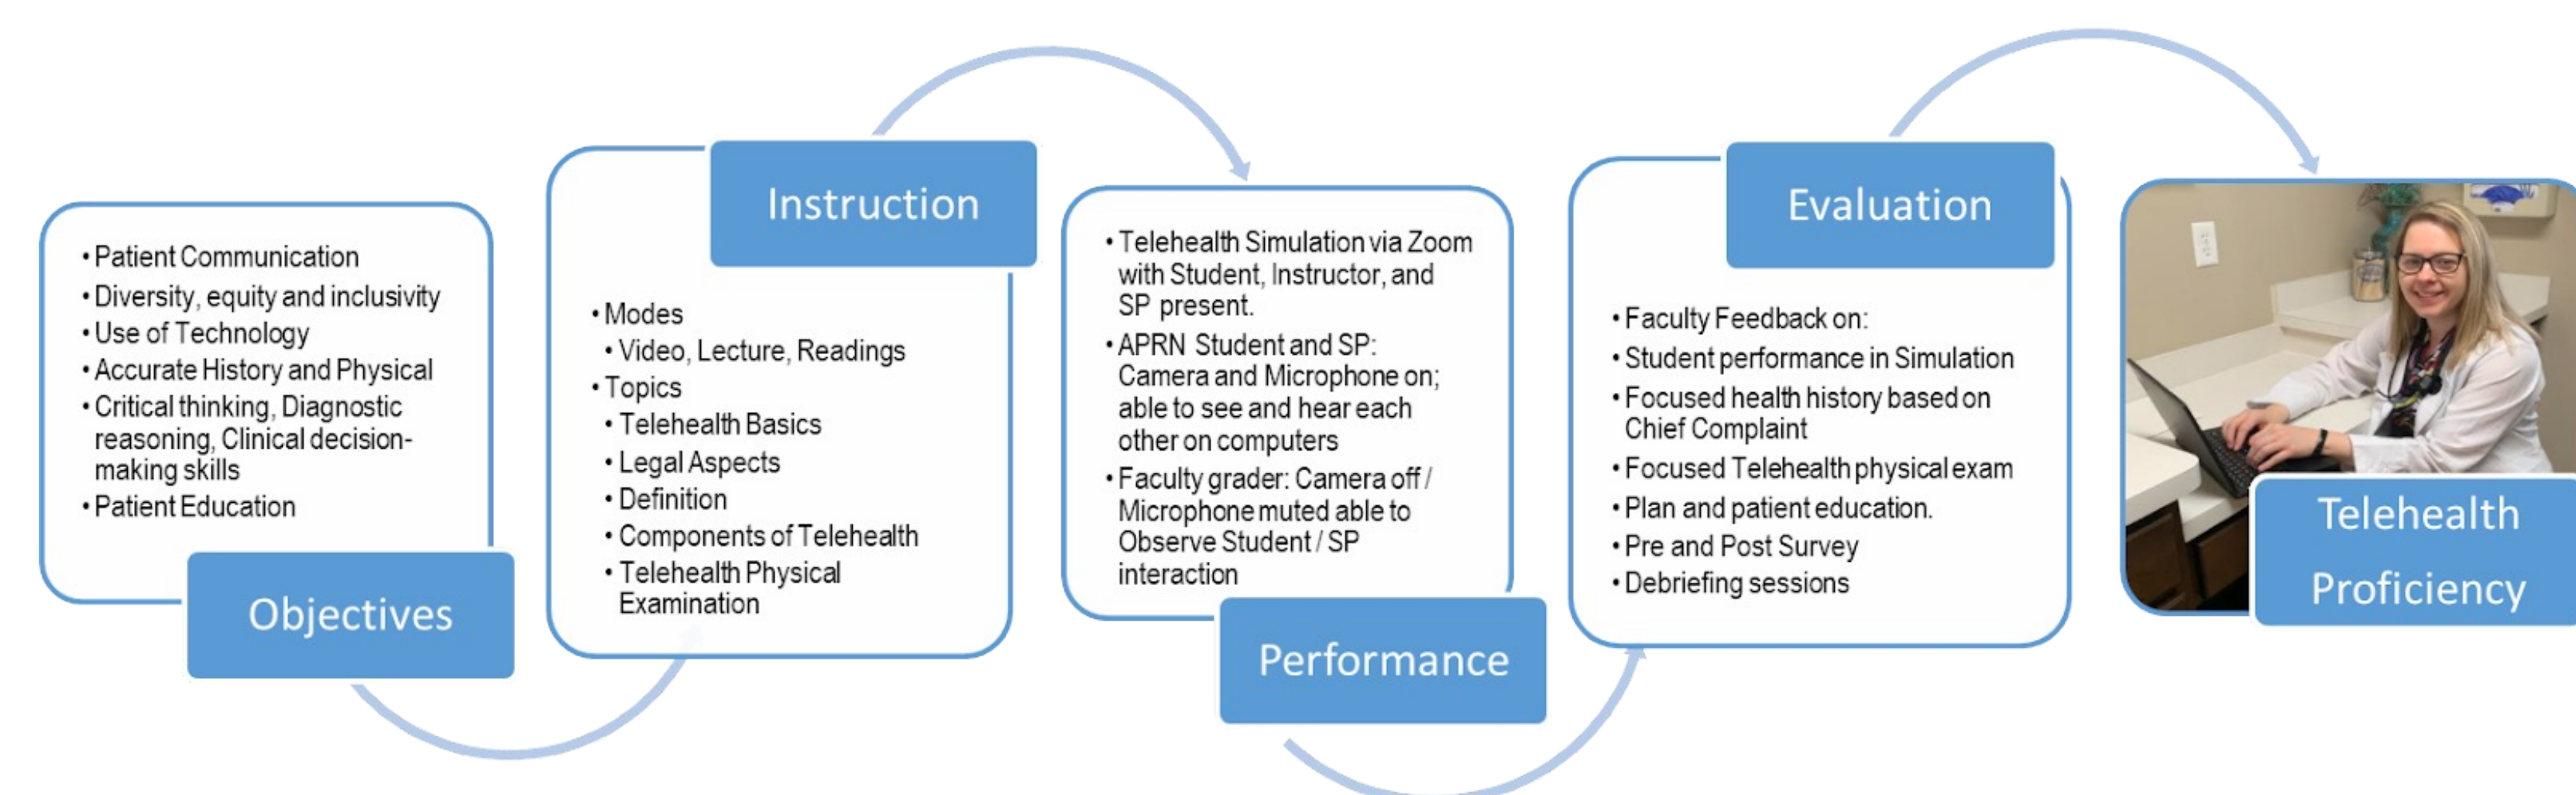 • Patient Communication
• Diversity, equity and inclusivity
• Use of Technology
• Accurate History and Physical
• Critical thinking, Diagnostic
reasoning, Clinical decision-
making skills
• Patient Education
Objectives
Instruction
• Modes
• Video, Lecture, Readings
• Topics
• Telehealth Basics
• Legal Aspects
• Definition
• Components of Telehealth
• Telehealth Physical
Examination
• Telehealth Simulation via Zoom
with Student, Instructor, and
SP present.
• APRN Student and SP:
Camera and Microphone on;
able to see and hear each
other on computers
• Faculty grader: Camera off /
Microphone muted able to
Observe Student / SP
interaction
Performance
Evaluation
• Faculty Feedback on:
• Student performance in Simulation
• Focused health history based on
Chief Complaint
• Focused Telehealth physical exam
• Plan and patient education.
• Pre and Post Survey
• Debriefing sessions
Telehealth
Proficiency